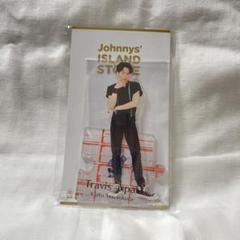 Johnnys'
ISLAND
STORE
Travis Japan